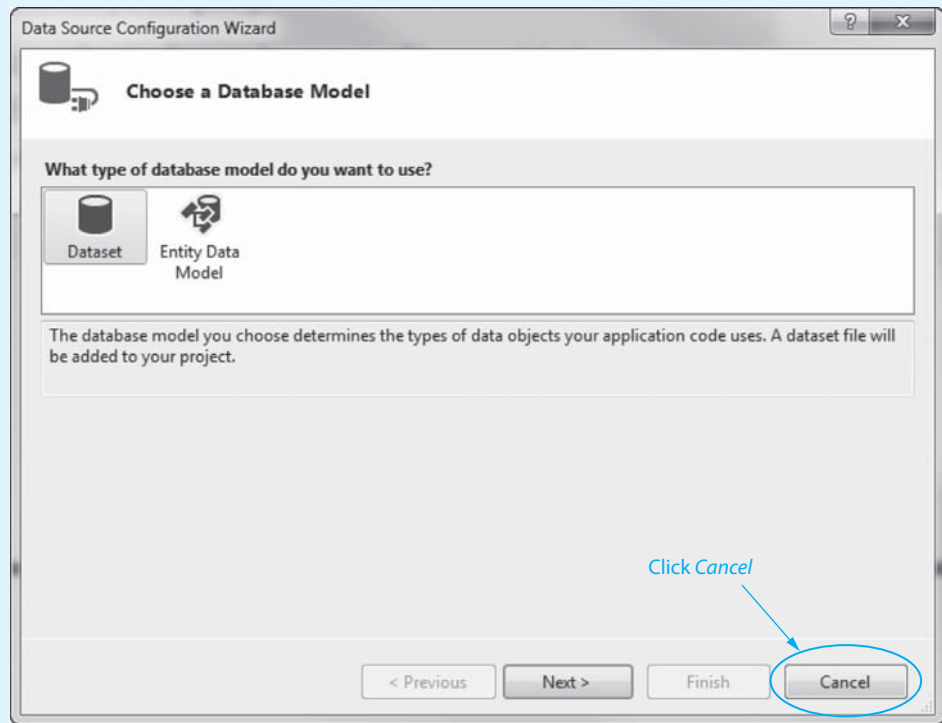 Data Source Configuration Wizard
Choose a Database Model
What type of database model do you want to use?
Dataset
Entity Data
Model
The database model you choose determines the types of data objects your application code uses. A dataset file will
be added to your project.
Click Cancel
< Previous
Next >
Finish
Cancel